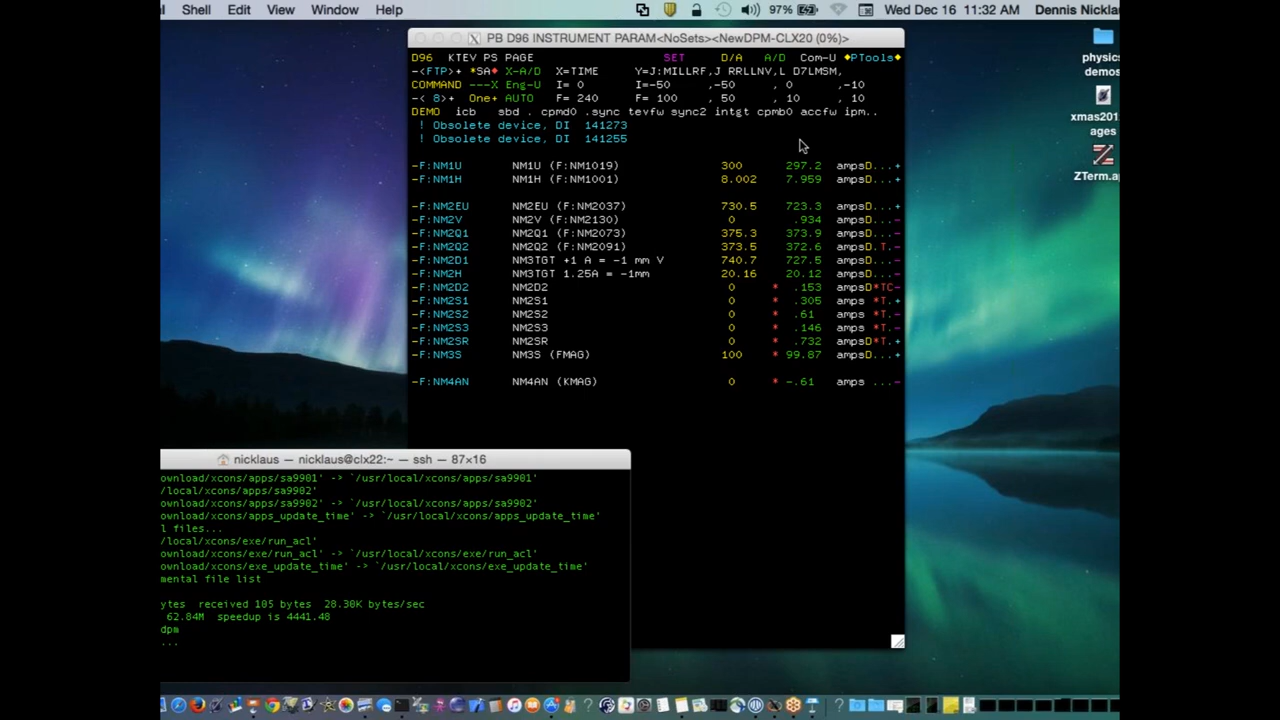 Shell Edit View Window Help 97% Wed Dec 16 11:32 AM Dennis Nickla
PB D96 INSTRUMENT PARAM<NoSets><NewDPM-CLX20 (0%)>
D96 KTEV PS PAGE SET D/A A/D Com-U ◆PTools◆
-<FTP>+ *SA◆ X-A/D X=TIME Y=J:MILLRF,J RRLLNV,L D7LMSM,
COMMAND ---X Eng-U I= 0 I=-50 ,-50 , 0 ,-10
-< 8>+ One+ AUTO F= 240 F= 100 , 50 , 10 , 10
DEMO icb sbd . cpmd0 .sync tevfw sync2 intgt cpmb0 accfw ipm..
! Obsolete device, DI 141273
! Obsolete device, DI 141255
-F:NM1U NM1U (F:NM1019) 300 297.2 ampsD...+
-F:NM1H NM1H (F:NM1001) 8.002 7.959 ampsD...+
-F:NM2EU NM2EU (F:NM2037) 730.5 723.3 ampsD...+
-F:NM2V NM2V (F:NM2130) 0 .934 ampsD...-
-F:NM2Q1 NM2Q1 (F:NM2073) 375.3 373.9 ampsD...-
-F:NM2Q2 NM2Q2 (F:NM2091) 373.5 372.6 ampsD.T.-
-F:NM2D1 NM3TGT +1 A = -1 mm V 740.7 727.5 ampsD...-
-F:NM2H NM3TGT 1.25A = -1mm 20.16 20.12 ampsD...-
-F:NM2D2 NM2D2 0 * .153 ampsD*TC-
-F:NM2S1 NM2S1 0 * .305 amps *T.+
-F:NM2S2 NM2S2 0 * .61 amps *T.-
-F:NM2S3 NM2S3 0 * .146 amps *T.-
-F:NM2SR NM2SR 0 * .732 ampsD*T.-
-F:NM3S NM3S (FMAG) 100 * 99.87 ampsD...+
-F:NM4AN NM4AN (KMAG) 0 * -.61 amps ...-
physics
demos
xmas201
ages
ZTerm.ap
nicklaus — nicklaus@clx22:~ — ssh — 87×16
ownload/xcons/apps/sa9901' -> `/usr/local/xcons/apps/sa9901'
/local/xcons/apps/sa9902'
ownload/xcons/apps/sa9902' -> `/usr/local/xcons/apps/sa9902'
ownload/xcons/apps_update_time' -> `/usr/local/xcons/apps_update_time'
l files...
/local/xcons/exe/run_acl'
ownload/xcons/exe/run_acl' -> `/usr/local/xcons/exe/run_acl'
ownload/xcons/exe_update_time' -> `/usr/local/xcons/exe_update_time'
mental file list
ytes received 105 bytes 28.30K bytes/sec
62.84M speedup is 4441.48
dpm
...